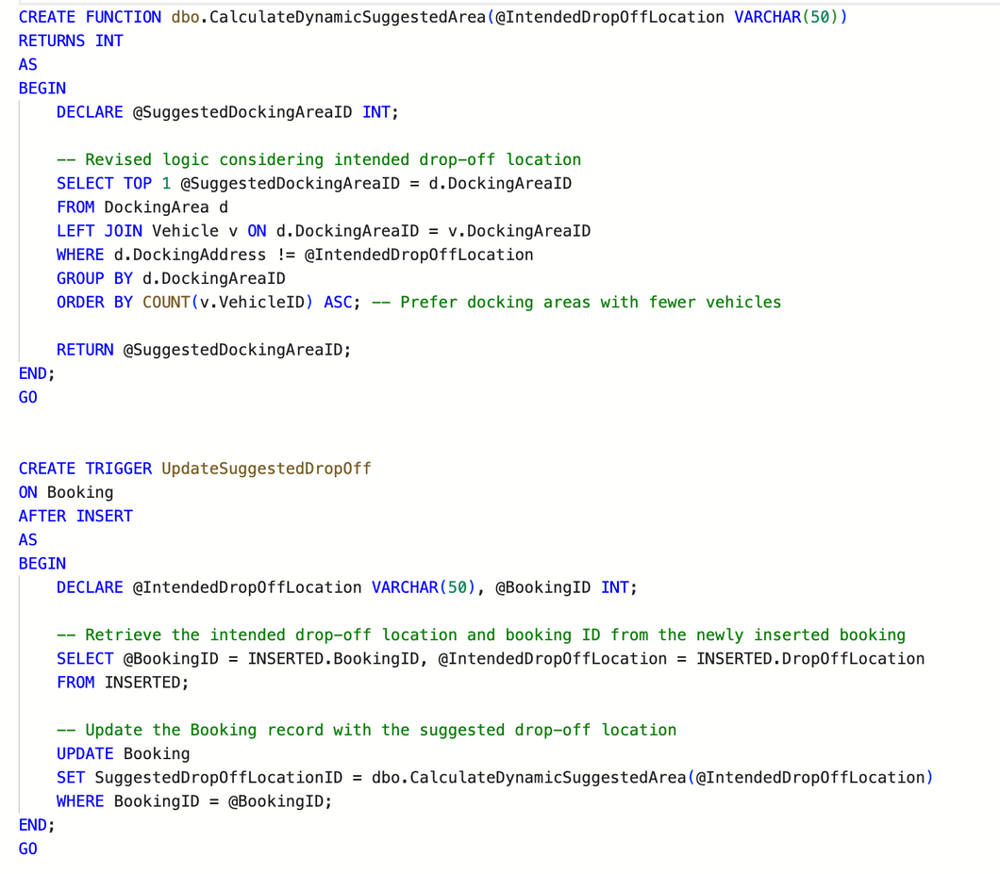 CREATE FUNCTION dbo.CalculateDynamicSuggestedArea(@IntendedDropOffLocation VARCHAR(50))
RETURNS INT
AS
BEGIN
    DECLARE @SuggestedDockingAreaID INT;

    -- Revised logic considering intended drop-off location
    SELECT TOP 1 @SuggestedDockingAreaID = d.DockingAreaID
    FROM DockingArea d
    LEFT JOIN Vehicle v ON d.DockingAreaID = v.DockingAreaID
    WHERE d.DockingAddress != @IntendedDropOffLocation
    GROUP BY d.DockingAreaID
    ORDER BY COUNT(v.VehicleID) ASC; -- Prefer docking areas with fewer vehicles

    RETURN @SuggestedDockingAreaID;
END;
GO

CREATE TRIGGER UpdateSuggestedDropOff
ON Booking
AFTER INSERT
AS
BEGIN
    DECLARE @IntendedDropOffLocation VARCHAR(50), @BookingID INT;

    -- Retrieve the intended drop-off location and booking ID from the newly inserted booking
    SELECT @BookingID = INSERTED.BookingID, @IntendedDropOffLocation = INSERTED.DropOffLocation
    FROM INSERTED;

    -- Update the Booking record with the suggested drop-off location
    UPDATE Booking
    SET SuggestedDropOffLocationID = dbo.CalculateDynamicSuggestedArea(@IntendedDropOffLocation)
    WHERE BookingID = @BookingID;
END;
GO